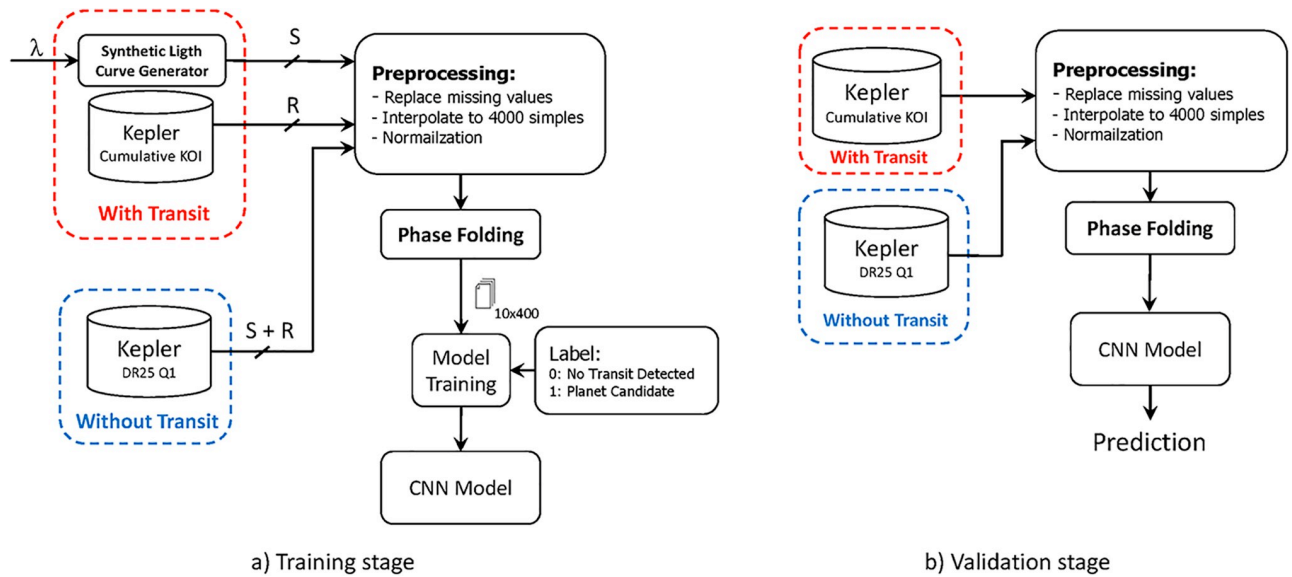 λ
Synthetic Ligth
Curve Generator
S
Kepler
Cumulative KOI
R
With Transit
Kepler
DR25 Q1
S + R
Without Transit
Preprocessing:
- Replace missing values
- Interpolate to 4000 simples
- Normailzation
Phase Folding
10x400
Model
Training
Label:
0: No Transit Detected
1: Planet Candidate
CNN Model
a) Training stage
Kepler
Cumulative KOI
With Transit
Kepler
DR25 Q1
Without Transit
Preprocessing:
- Replace missing values
- Interpolate to 4000 simples
- Normailzation
Phase Folding
CNN Model
Prediction
b) Validation stage